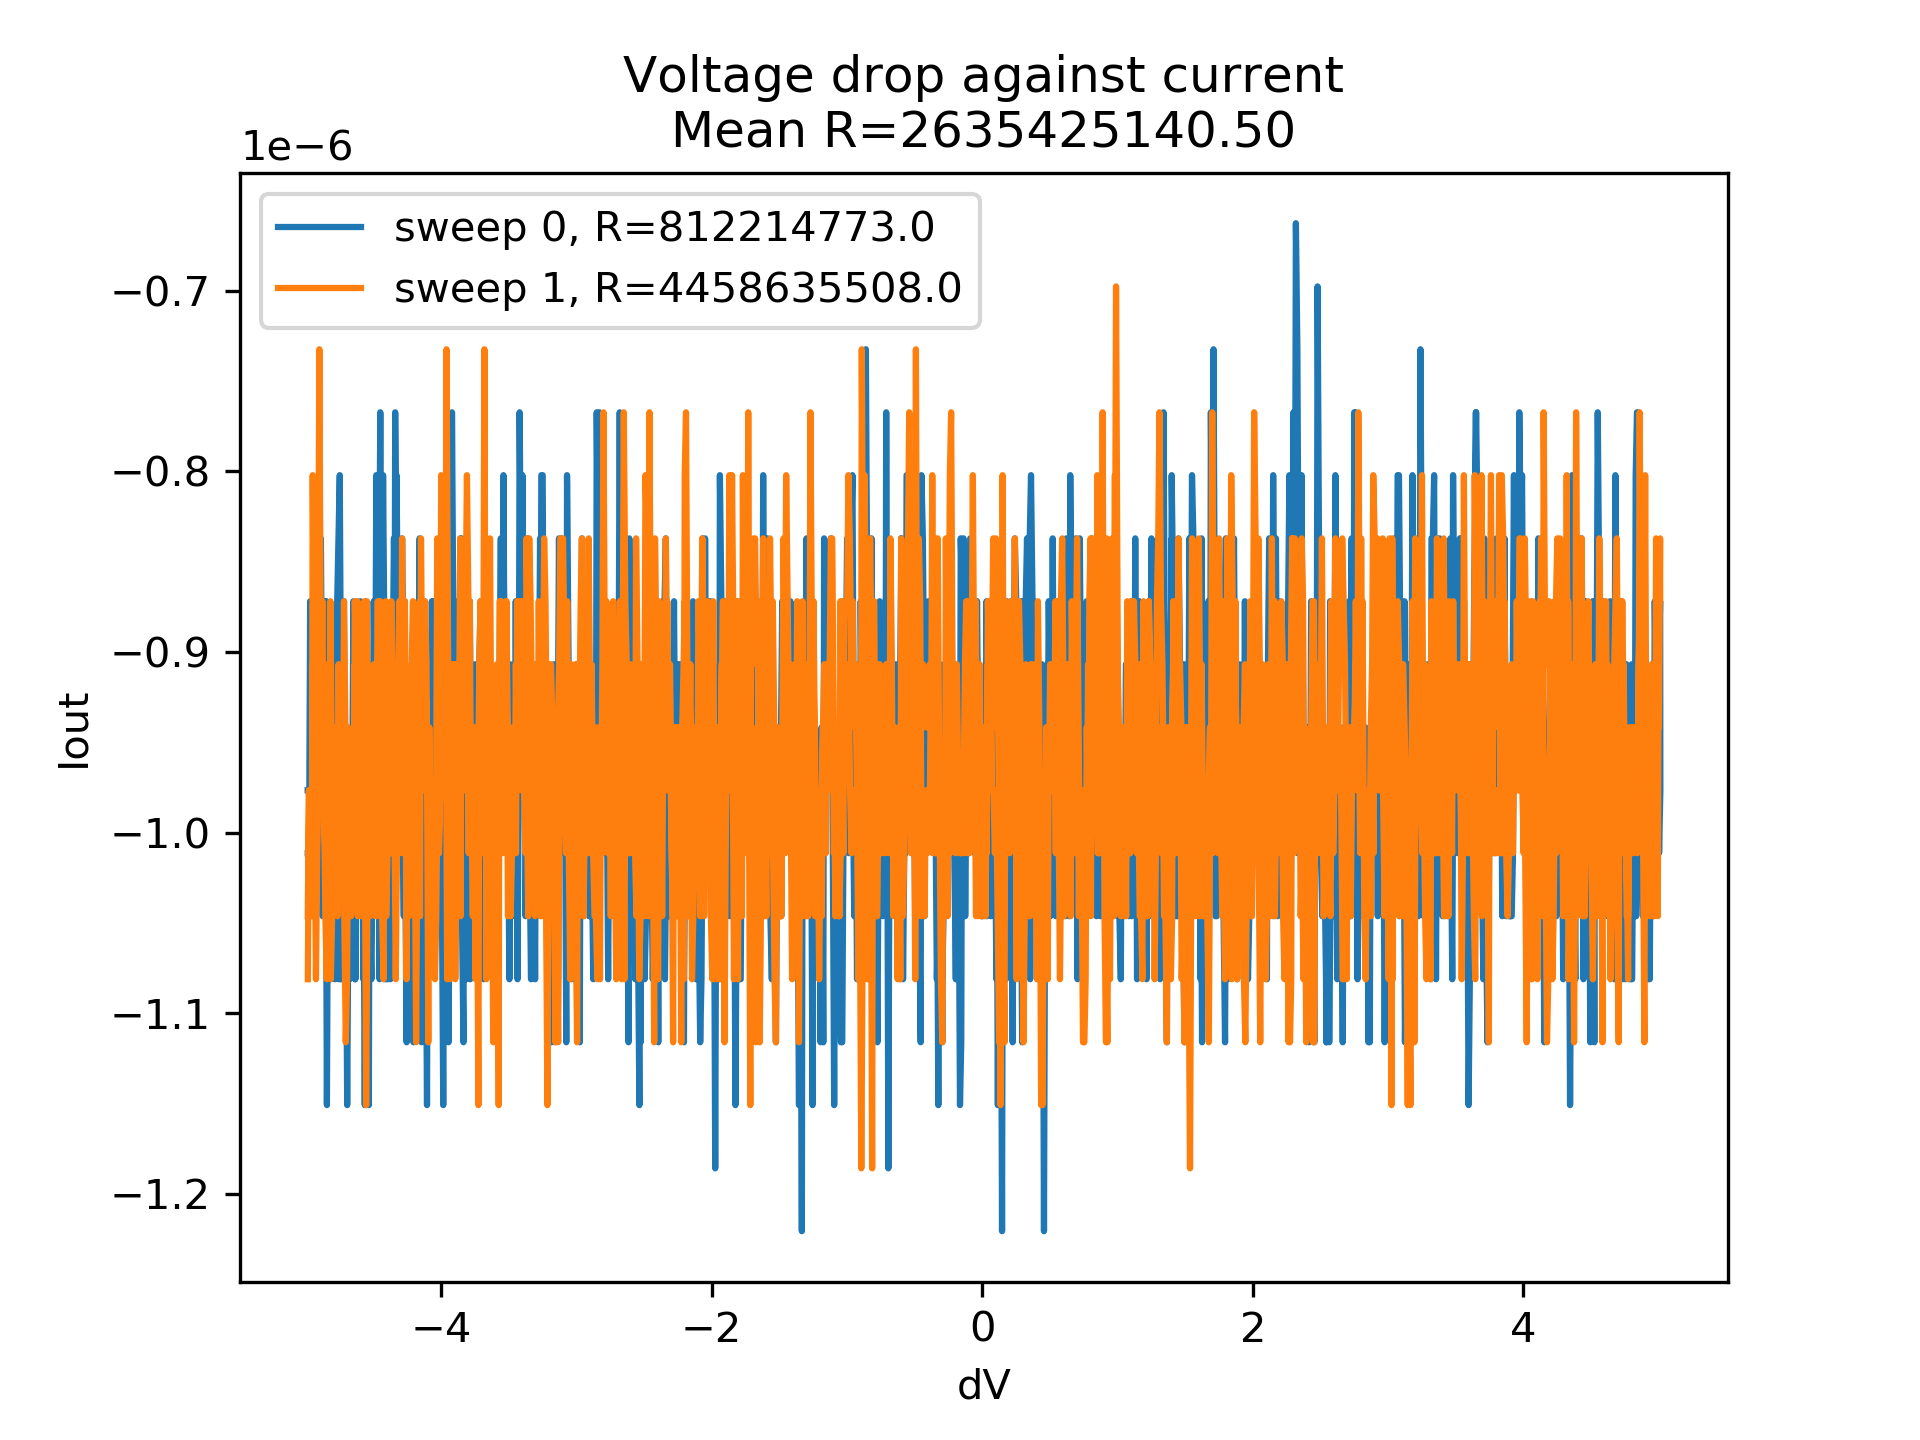 Voltage drop against current
Mean R=2635425140.50
1e−6
sweep 0, R=812214773.0
sweep 1, R=4458635508.0
−0.7
−0.8
−0.9
−1.0
−1.1
−1.2
Iout
−4
−2
0
2
4
dV